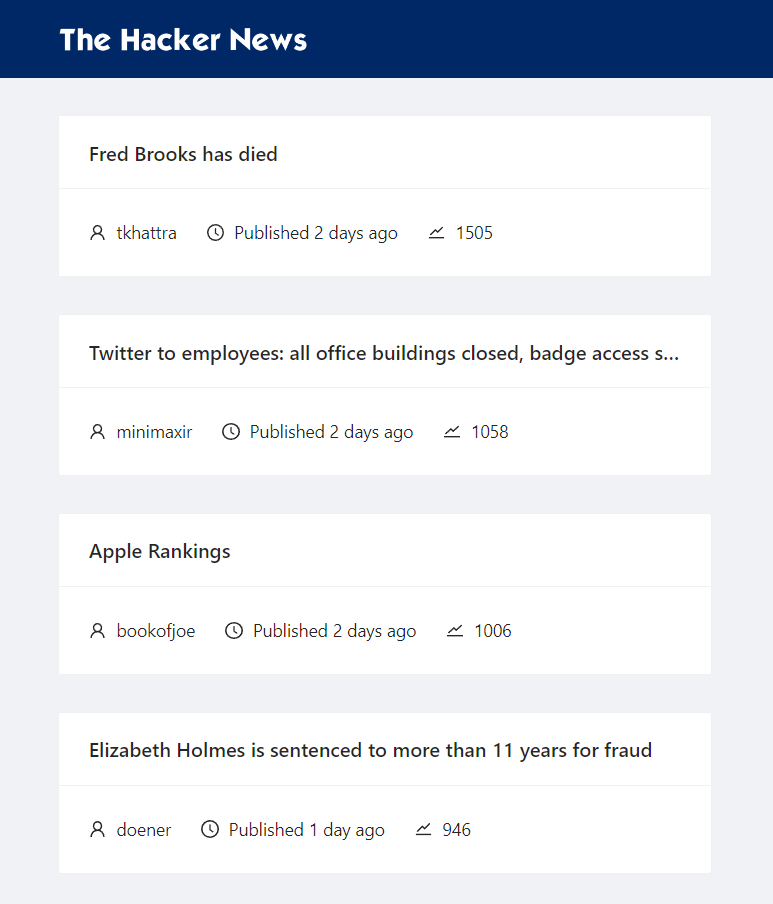 The Hacker News
Fred Brooks has died
tkhattra Published 2 days ago 1505
Twitter to employees: all office buildings closed, badge access s...
minimaxir Published 2 days ago 1058
Apple Rankings
bookofjoe Published 2 days ago 1006
Elizabeth Holmes is sentenced to more than 11 years for fraud
doener Published 1 day ago 946